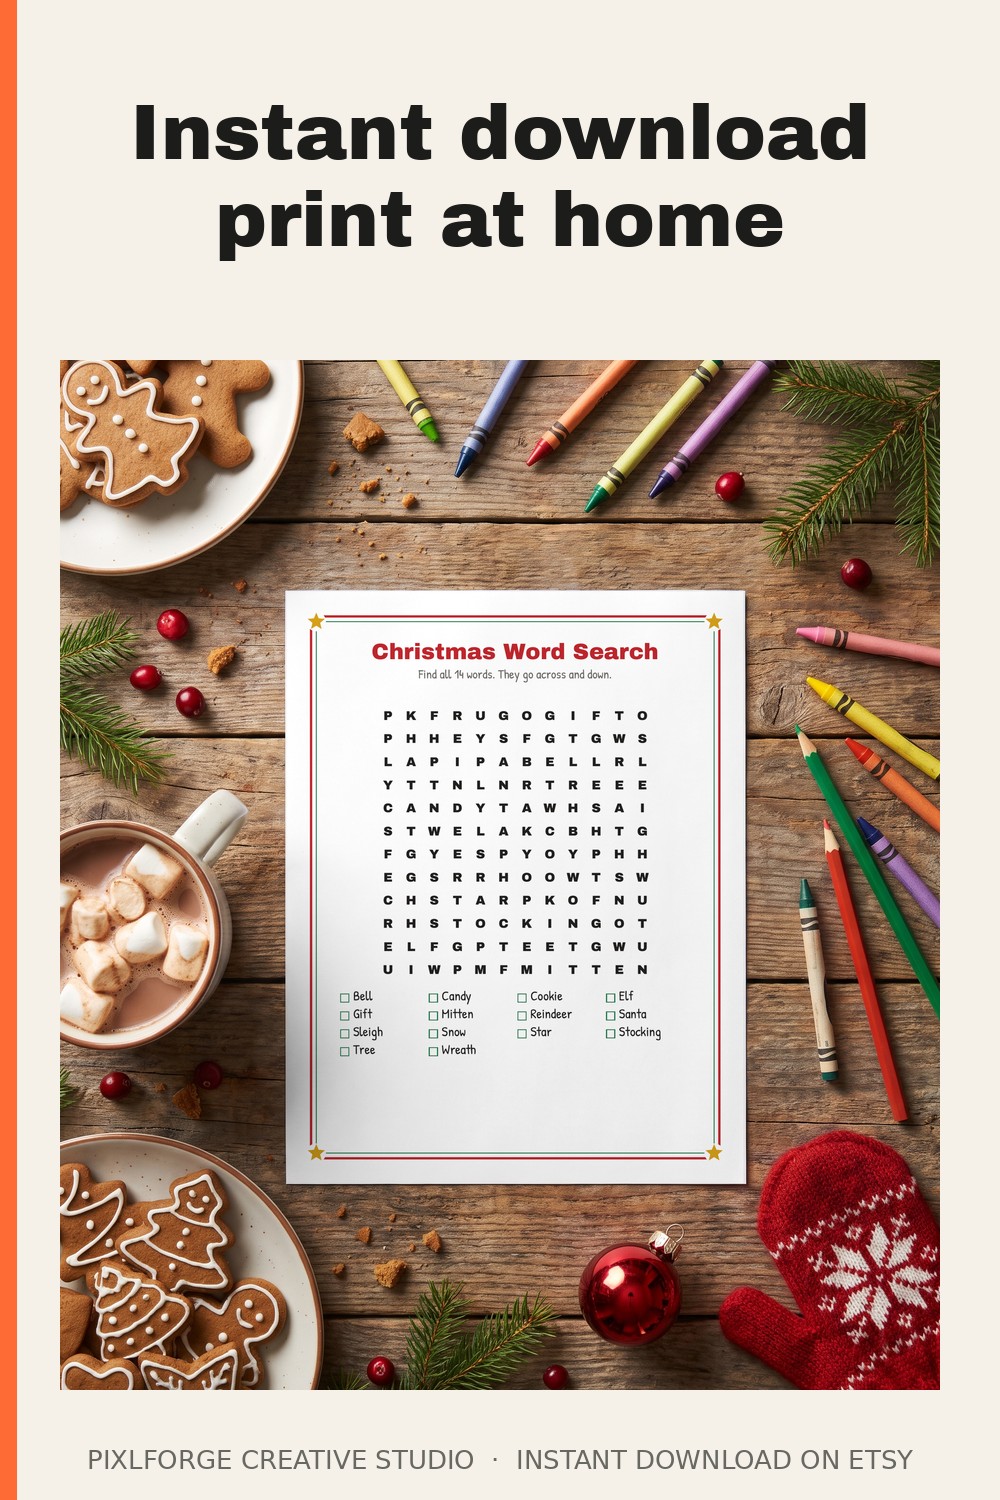 Instant download
print at home
Christmas Word Search
Find all 14 words. They go across and down.
P K F R U G O G I F T O
P H H E Y S F G T G W S
L A P I P A B E L L R L
Y T T N L N R T R E E E
C A N D Y T A W H S A I
S T W E L A K C B H T G
F G Y E S P Y O Y P H H
E G S R R H O O W T S W
C H S T A R P K O F N U
R H S T O C K I N G O T
E L F G P T E E T G W U
U I W P M F M I T T E N
☐ Bell ☐ Candy ☐ Cookie ☐ Elf
☐ Gift ☐ Mitten ☐ Reindeer ☐ Santa
☐ Sleigh ☐ Snow ☐ Star ☐ Stocking
☐ Tree ☐ Wreath
PIXLFORGE CREATIVE STUDIO · INSTANT DOWNLOAD ON ETSY